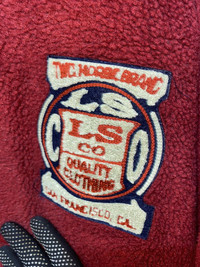 TWO HORSE BRAND
LS
C O
LS
CO
QUALITY
CLOTHING
SAN FRANCISCO, CAL.